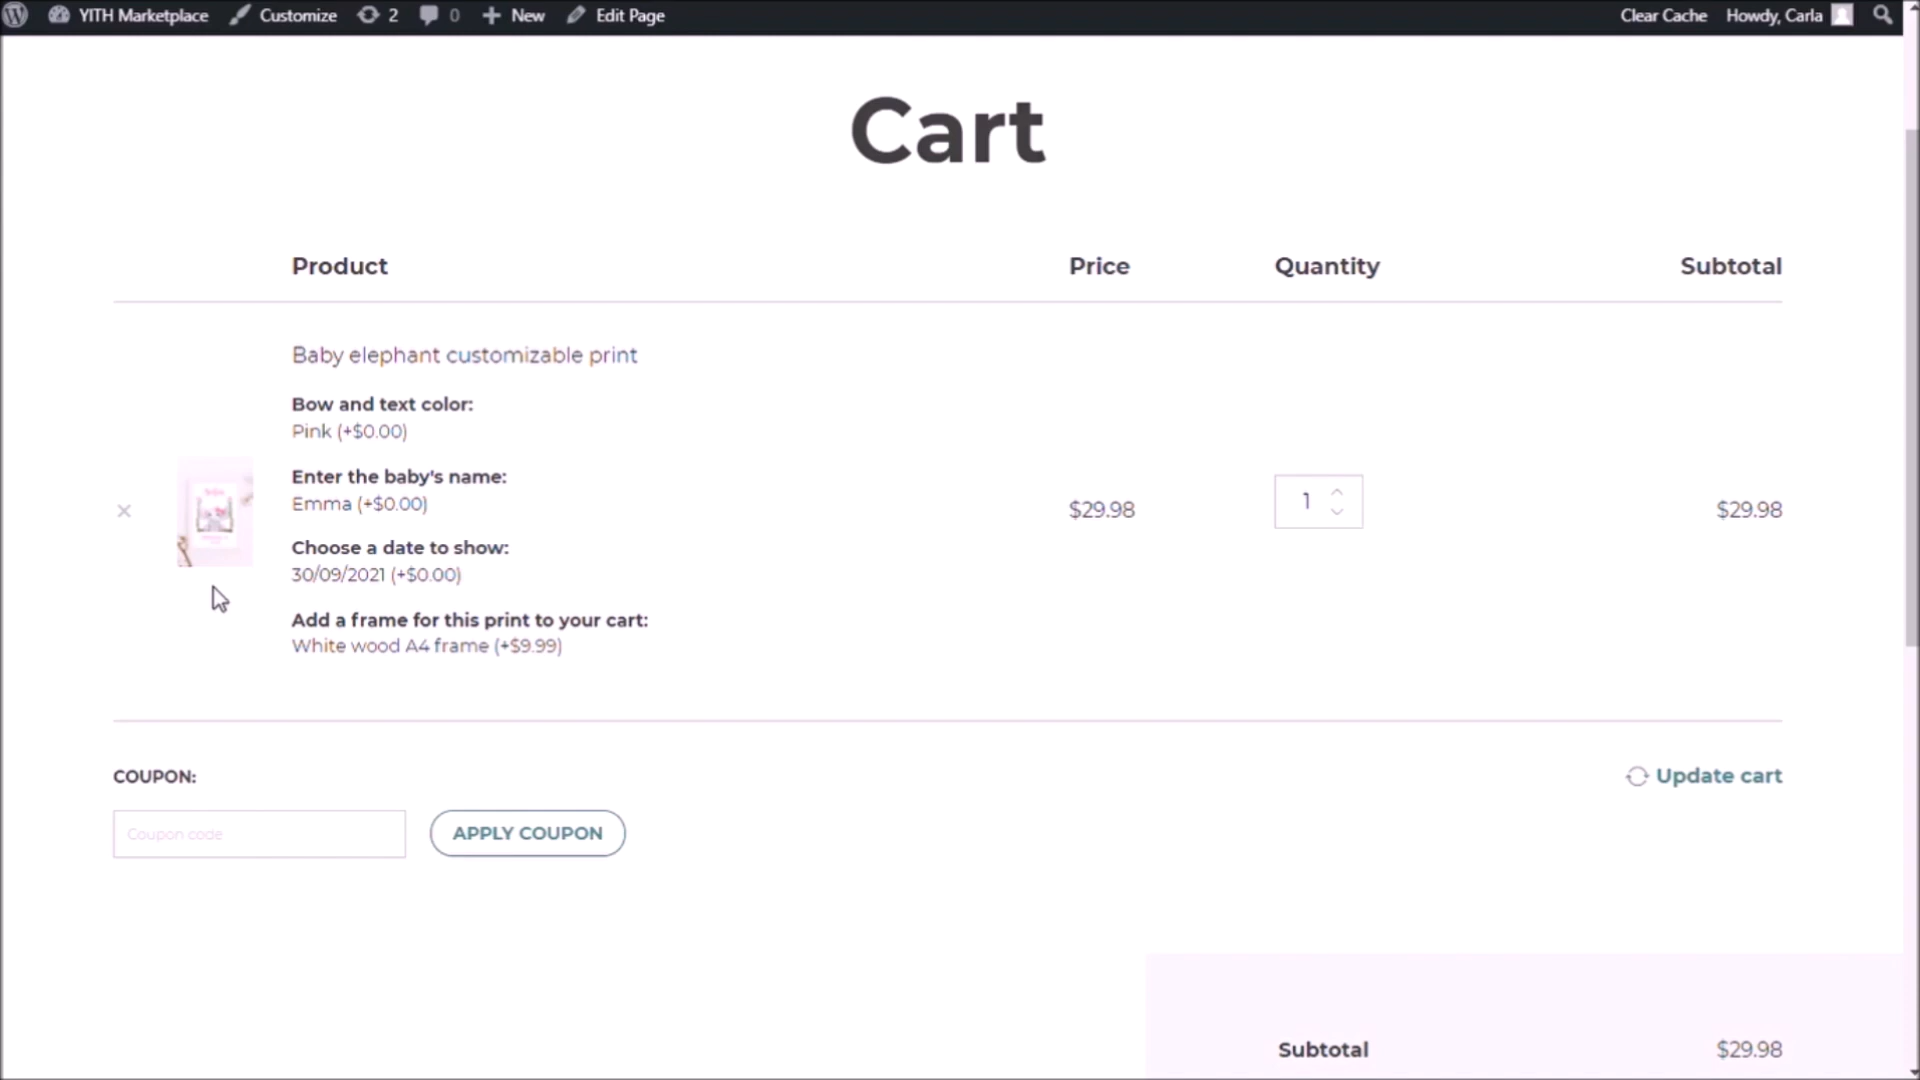 YITH Marketplace Customize 2 0 New Edit Page Clear Cache Howdy, Carla
Cart
Product Price Quantity Subtotal
Baby elephant customizable print
Bow and text color:
Pink (+$0.00)
Enter the baby's name:
Emma (+$0.00)
Choose a date to show:
30/09/2021 (+$0.00)
Add a frame for this print to your cart:
White wood A4 frame (+$9.99)
$29.98 1 $29.98
COUPON:
Update cart
Coupon code
APPLY COUPON
Subtotal $29.98